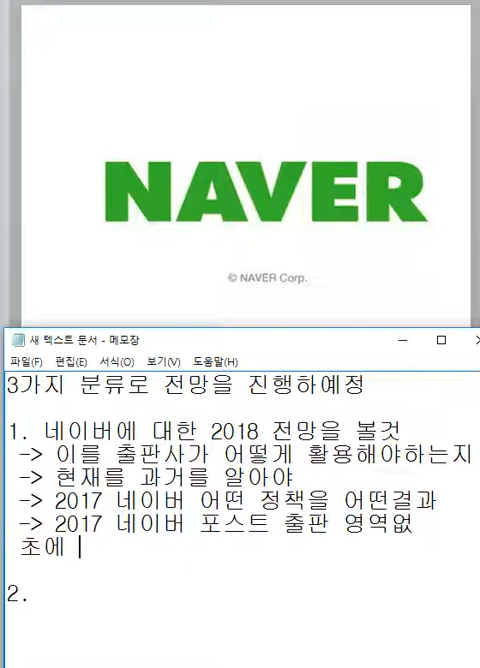 NAVER
© NAVER Corp.
새 텍스트 문서 - 메모장
파일(F) 편집(E) 서식(O) 보기(V) 도움말(H)
3가지 분류로 전망을 진행하예정
1. 네이버에 대한 2018 전망을 볼것
-> 이를 출판사가 어떻게 활용해야하는지
-> 현재를 과거를 알아야
-> 2017 네이버 어떤 정책을 어떤결과
-> 2017 네이버 포스트 출판 영역없
초에
2.